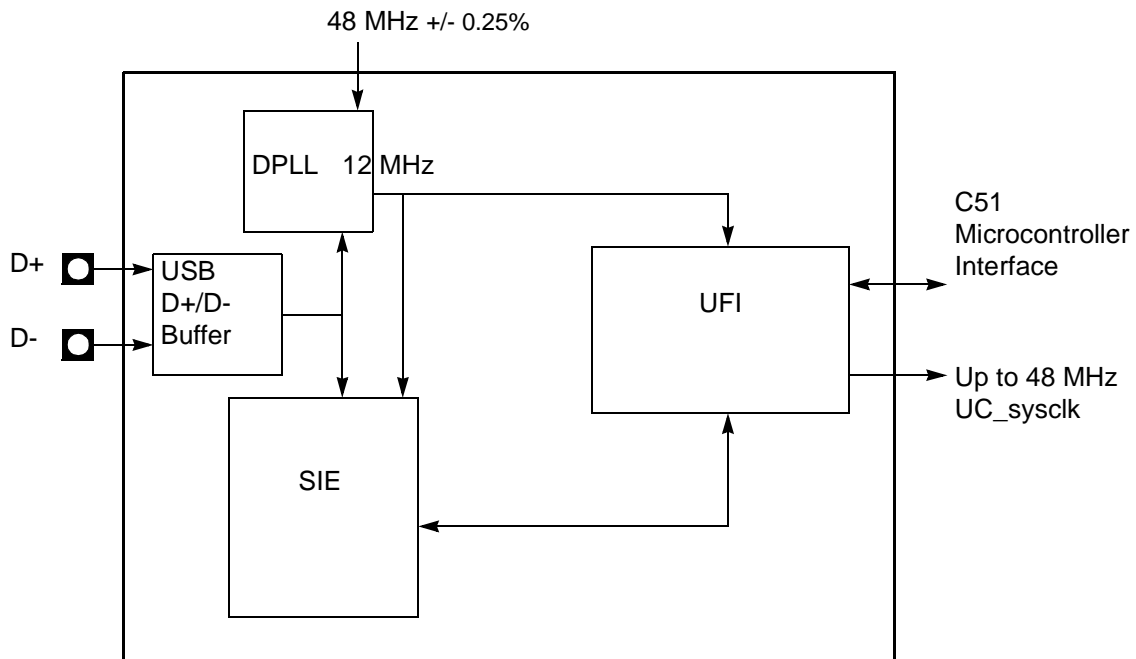 48 MHz +/- 0.25%
DPLL 12 MHz
C51
Microcontroller
Interface
D+
USB
D+/D-
Buffer
UFI
D-
Up to 48 MHz
UC_sysclk
SIE